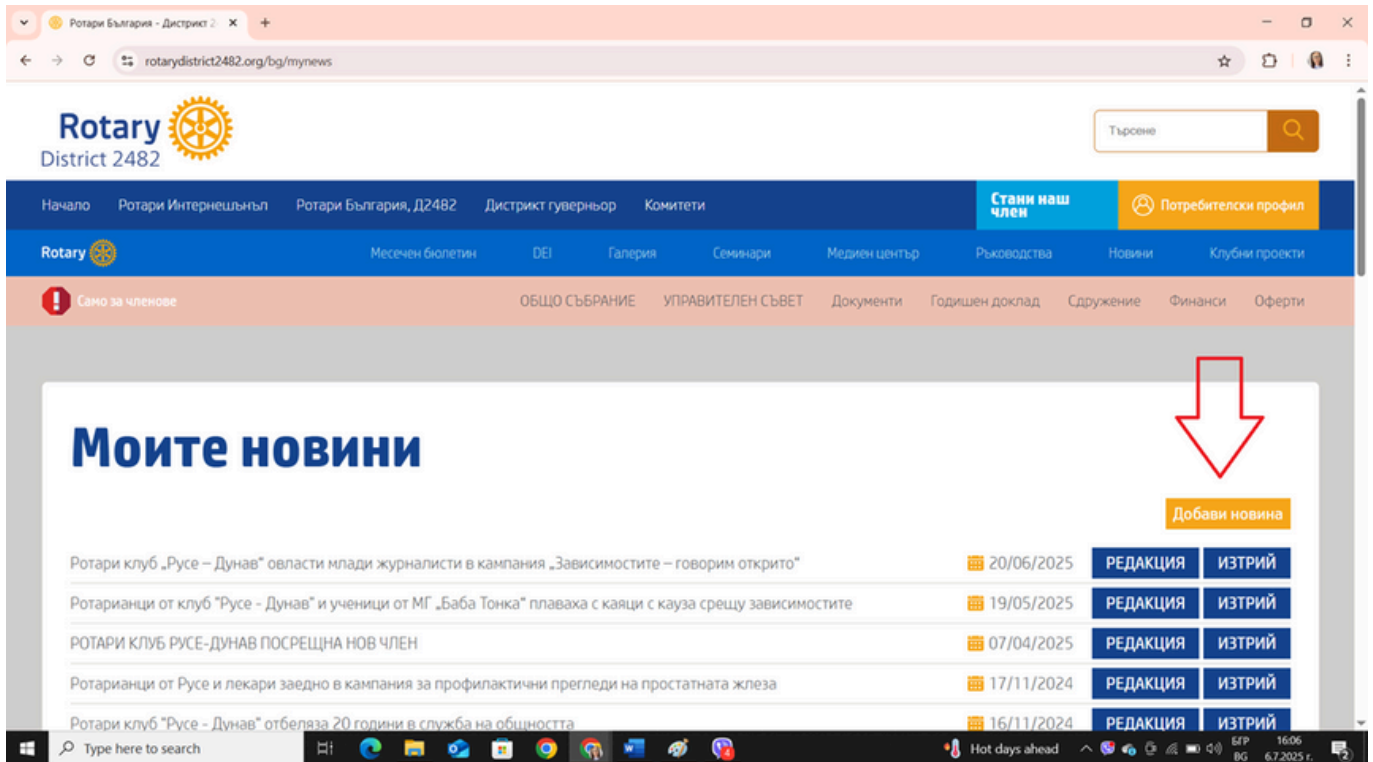 Ротари България - Дистрикт 2
rotarydistrict2482.org/bg/mynews
Rotary
District 2482
Търсене
Начало Ротари Интернешънъл Ротари България, Д2482 Дистрикт гуверньор Комитети Стани наш член Потребителски профил
Rotary Месечен бюлетин DEI Галерия Семинари Медиен център Ръководства Новини Клубни проекти
Само за членове ОБЩО СЪБРАНИЕ УПРАВИТЕЛЕН СЪВЕТ Документи Годишен доклад Сдружение Финанси Оферти
Моите новини
Добави новина
Ротари клуб „Русе – Дунав“ овласти млади журналисти в кампания „Зависимостите – говорим открито“ 20/06/2025 РЕДАКЦИЯ ИЗТРИЙ
Ротарианци от клуб "Русе - Дунав" и ученици от МГ „Баба Тонка“ плаваха с каяци с кауза срещу зависимостите 19/05/2025 РЕДАКЦИЯ ИЗТРИЙ
РОТАРИ КЛУБ РУСЕ-ДУНАВ ПОСРЕЩНА НОВ ЧЛЕН 07/04/2025 РЕДАКЦИЯ ИЗТРИЙ
Ротарианци от Русе и лекари заедно в кампания за профилактични прегледи на простатната жлеза 17/11/2024 РЕДАКЦИЯ ИЗТРИЙ
Ротари клуб "Русе - Дунав" отбеляза 20 години в служба на общността 16/11/2024 РЕДАКЦИЯ ИЗТРИЙ
Type here to search Hot days ahead БГР 16:06
BG 6.7.2025 г.